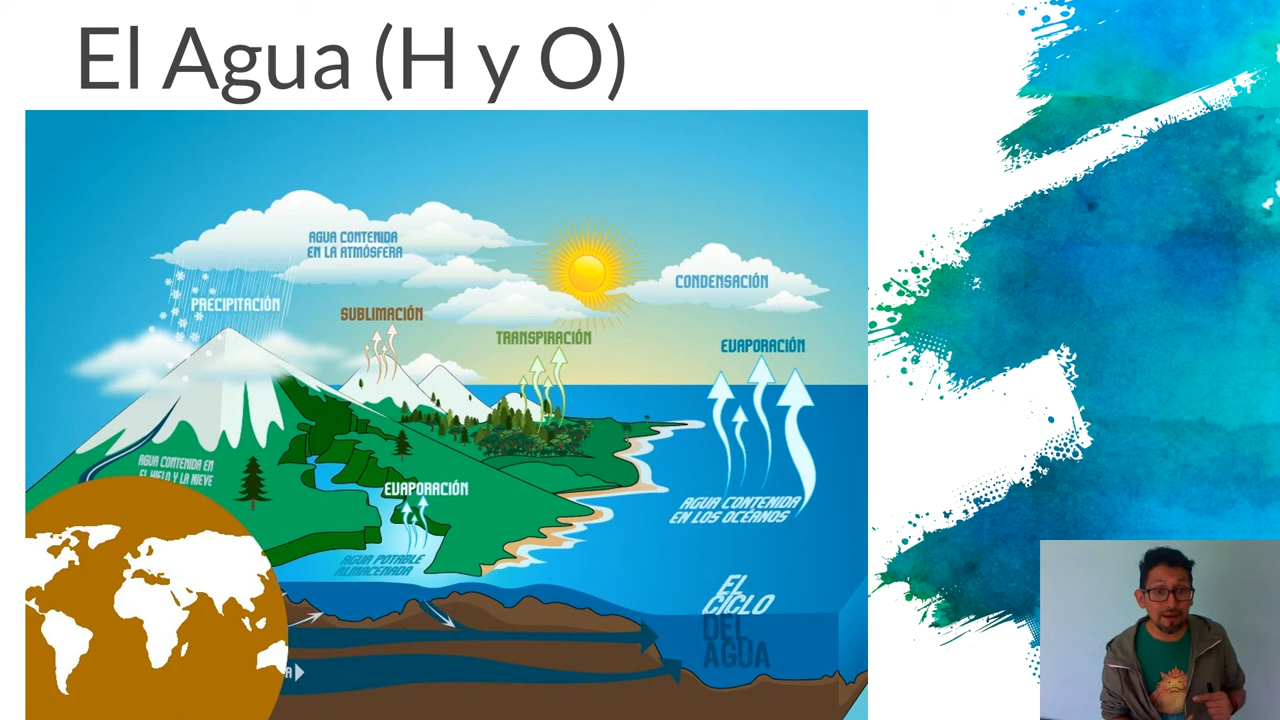 El Agua (H y O)
AGUA CONTENIDA
EN LA ATMÓSFERA
CONDENSACIÓN
PRECIPITACIÓN
SUBLIMACIÓN
TRANSPIRACIÓN
EVAPORACIÓN
AGUA CONTENIDA EN
EL HIELO Y LA NIEVE
EVAPORACIÓN
AGUA CONTENIDA
EN LOS OCÉANOS
AGUA POTABLE
ALMACENADA
EL
CICLO
DEL
AGUA